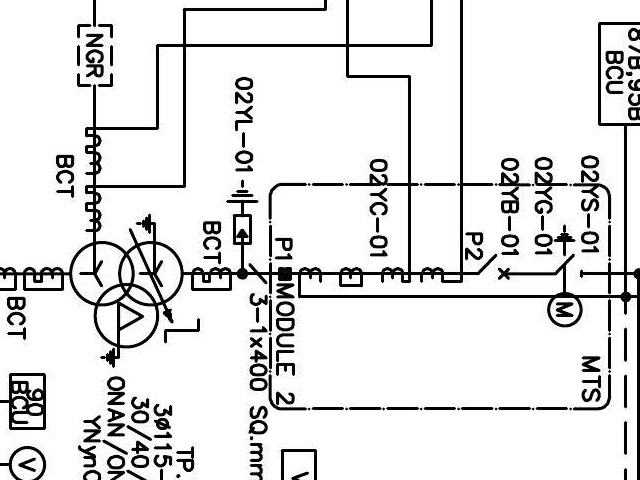 87B,95B
BCU
NGR
BCT
02YL-01
BCT
02YC-01
02YB-01
02YG-01
02YS-01
P1
P2
MODULE 2
MTS
M
3-1x400 SQ.mm
BCT
90
BCU
V
TP.
3ø115-
30/40/
ONAN/ON
YNyn0